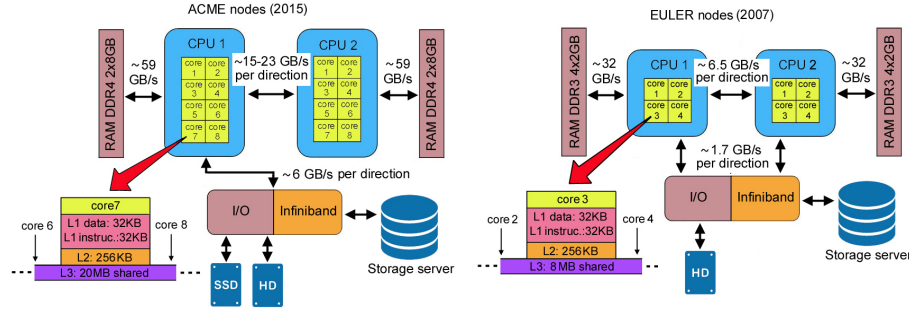 ACME nodes (2015)
RAM DDR4 2x8GB
~59
GB/s
CPU 1
core
1
core
2
core
3
core
4
core
5
core
6
core
7
core
8
~15-23 GB/s
per direction
CPU 2
core
1
core
2
core
3
core
4
core
5
core
6
core
7
core
8
~59
GB/s
RAM DDR4 2x8GB
~6 GB/s per direction
I/O
Infiniband
SSD
HD
Storage server
core7
L1 data: 32KB
L1 instruc.:32KB
L2: 256KB
L3: 20MB shared
core 6
core 8
EULER nodes (2007)
RAM DDR3 4x2GB
~32
GB/s
CPU 1
core
1
core
2
core
3
core
4
~6.5 GB/s
per direction
CPU 2
core
1
core
2
core
3
core
4
~32
GB/s
RAM DDR3 4x2GB
~1.7 GB/s
per direction
I/O
Infiniband
HD
Storage server
core 3
L1 data: 32KB
L1 instruc.:32KB
L2: 256KB
L3: 8MB shared
core 2
core 4